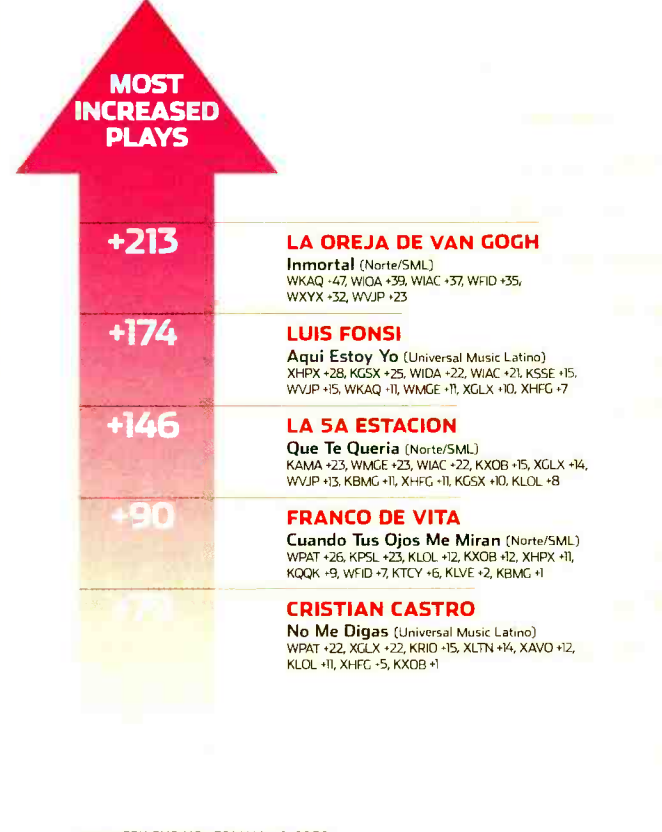 MOST
INCREASED
PLAYS
+213
LA OREJA DE VAN GOGH
Inmortal (Norte/SML)
WKAQ +47, WIOA +39, WIAC +37, WFID +35,
WXYX +32, WVJP +23
+174
LUIS FONSI
Aqui Estoy Yo (Universal Music Latino)
XHPX +28, KGSX +25, WIDA +22, WIAC +21, KSSE +15,
WVJP +15, WKAQ +11, WMGE +11, XGLX +10, XHFG +7
+146
LA 5A ESTACION
Que Te Queria (Norte/SML)
KAMA +23, WMGE +23, WIAC +22, KXOB +15, XGLX +14,
WVJP +13, KBMG +11, XHFG +11, KGSX +10, KLOL +8
+90
FRANCO DE VITA
Cuando Tus Ojos Me Miran (Norte/SML)
WPAT +26, KPSL +23, KLOL +12, KXOB +12, XHPX +11,
KQQK +9, WFID +7, KTCY +6, KLVE +2, KBMG +1
CRISTIAN CASTRO
No Me Digas (Universal Music Latino)
WPAT +22, XGLX +22, KRIO +15, XLTN +14, XAVO +12,
KLOL +11, XHFG +5, KXOB +1